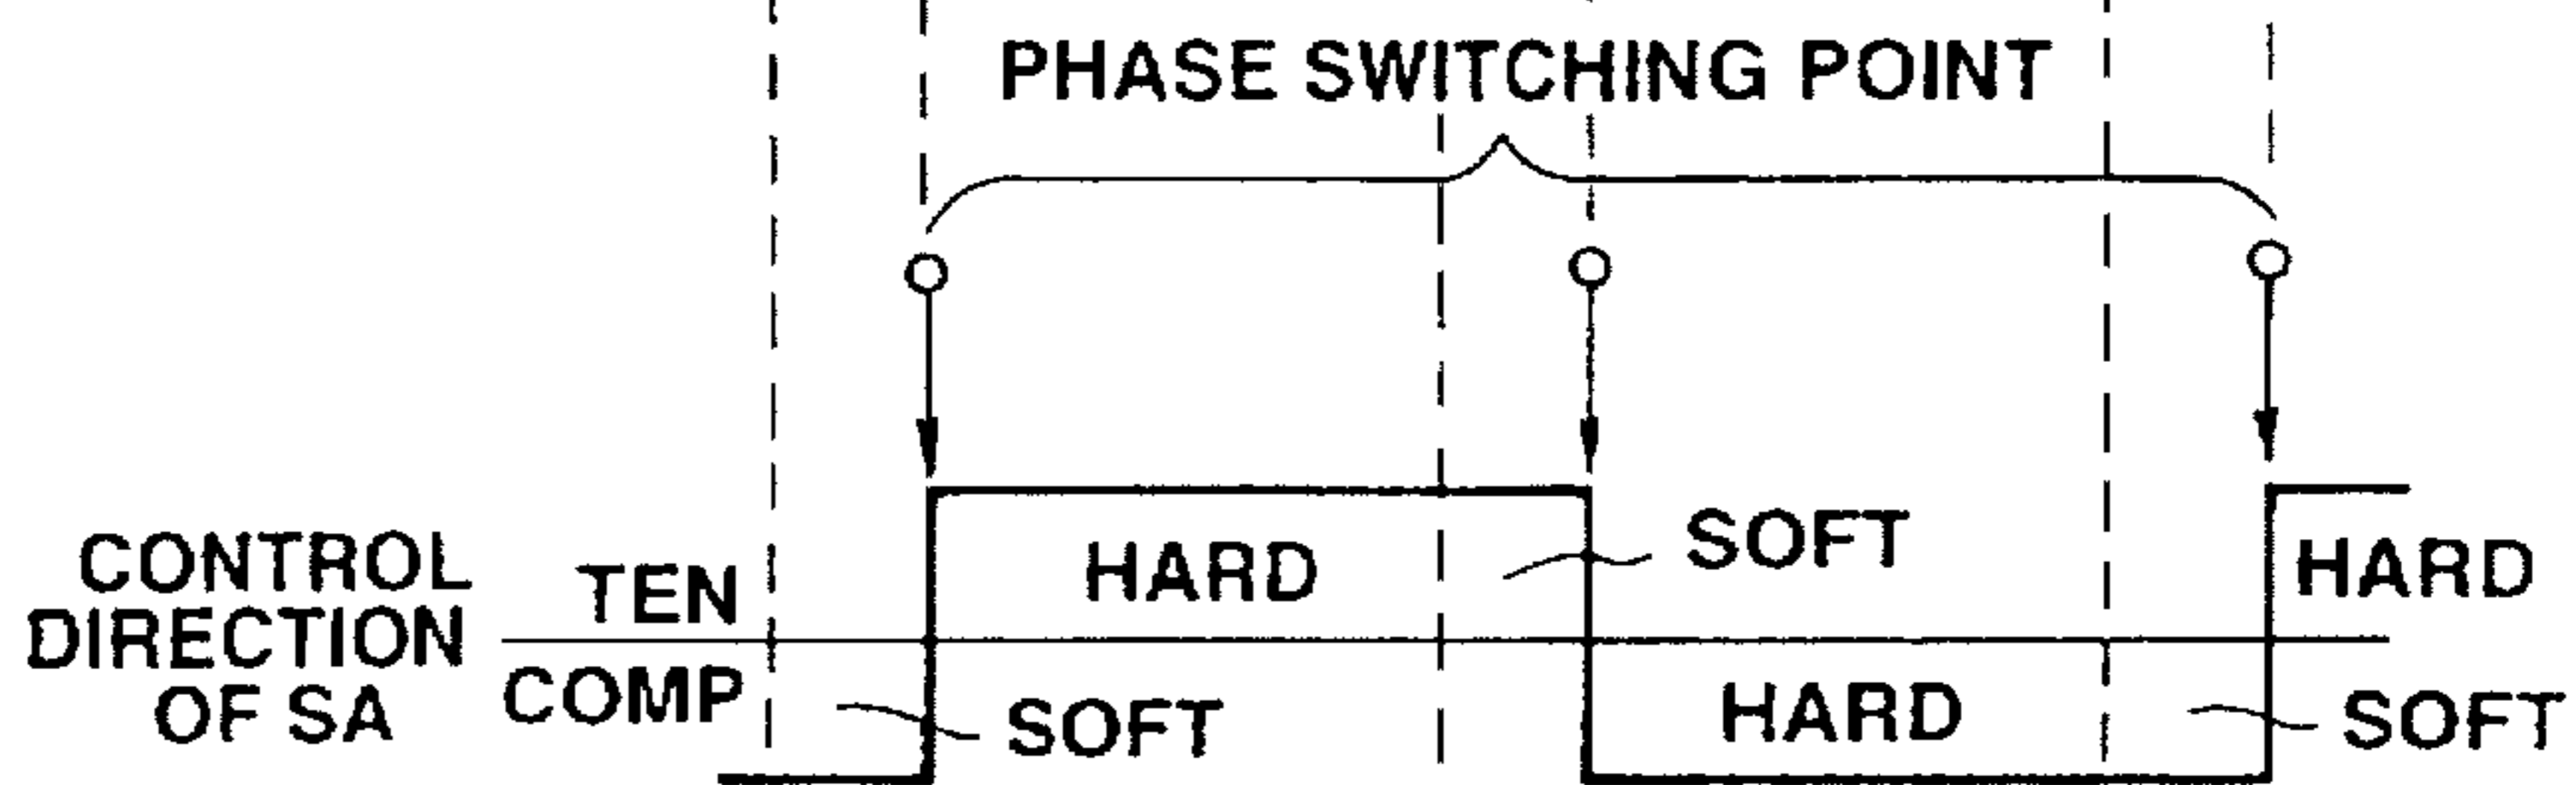 PHASE SWITCHING POINT
CONTROL
DIRECTION
OF SA
TEN
COMP
HARD
SOFT
HARD
SOFT
HARD
SOFT